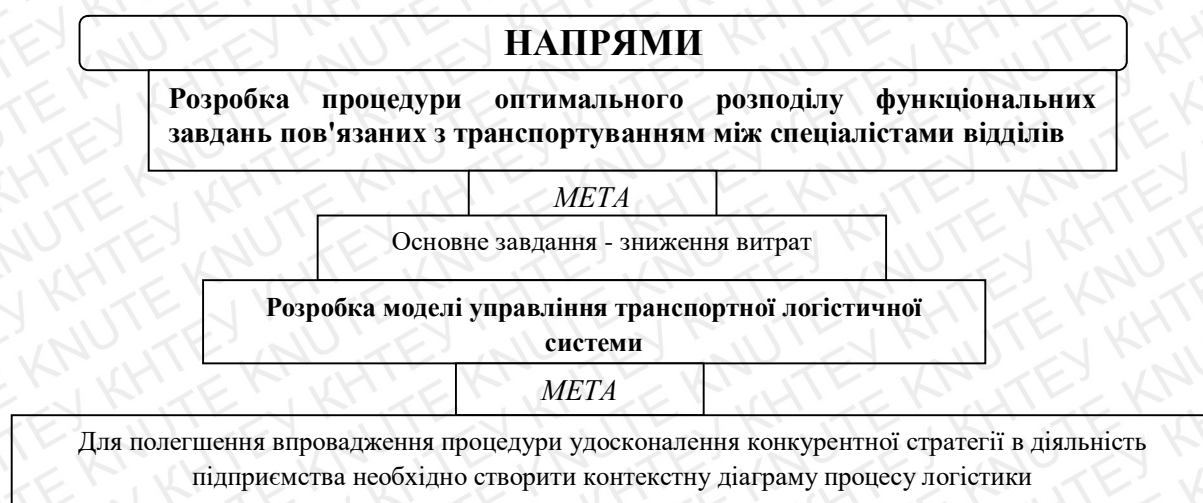 НАПРЯМИ
Розробка процедури оптимального розподілу функціональних
завдань пов'язаних з транспортуванням між спеціалістами відділів
МЕТА
Основне завдання - зниження витрат
Розробка моделі управління транспортної логістичної
системи
МЕТА
Для полегшення впровадження процедури удосконалення конкурентної стратегії в діяльність
підприємства необхідно створити контекстну діаграму процесу логістики